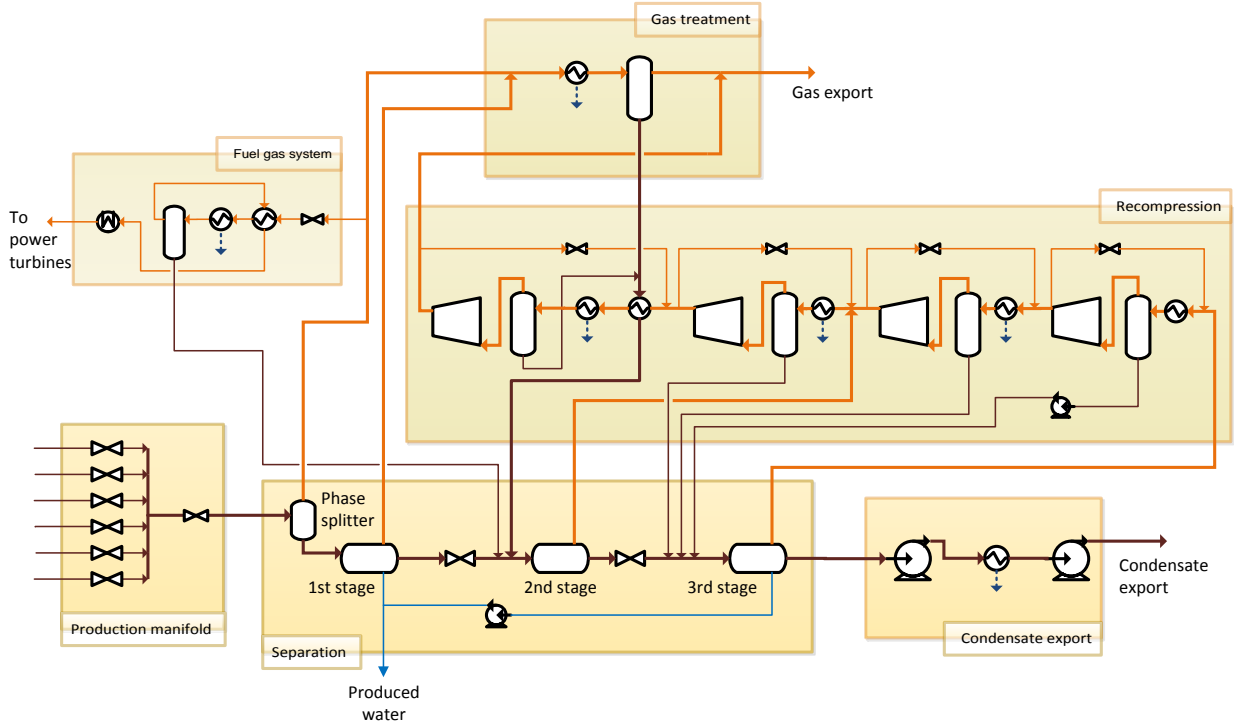 Gas treatment
Gas export
Fuel gas system
To
power
turbines
Recompression
Phase
splitter
1st stage
2nd stage
3rd stage
Condensate
export
Production manifold
Separation
Condensate export
Produced
water